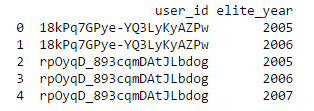 user_id elite_year
0 18kPq7GPye-YQ3LyKyAZPw 2005
1 18kPq7GPye-YQ3LyKyAZPw 2006
2 rpOyqD_893cqmDAtJLbdog 2005
3 rpOyqD_893cqmDAtJLbdog 2006
4 rpOyqD_893cqmDAtJLbdog 2007